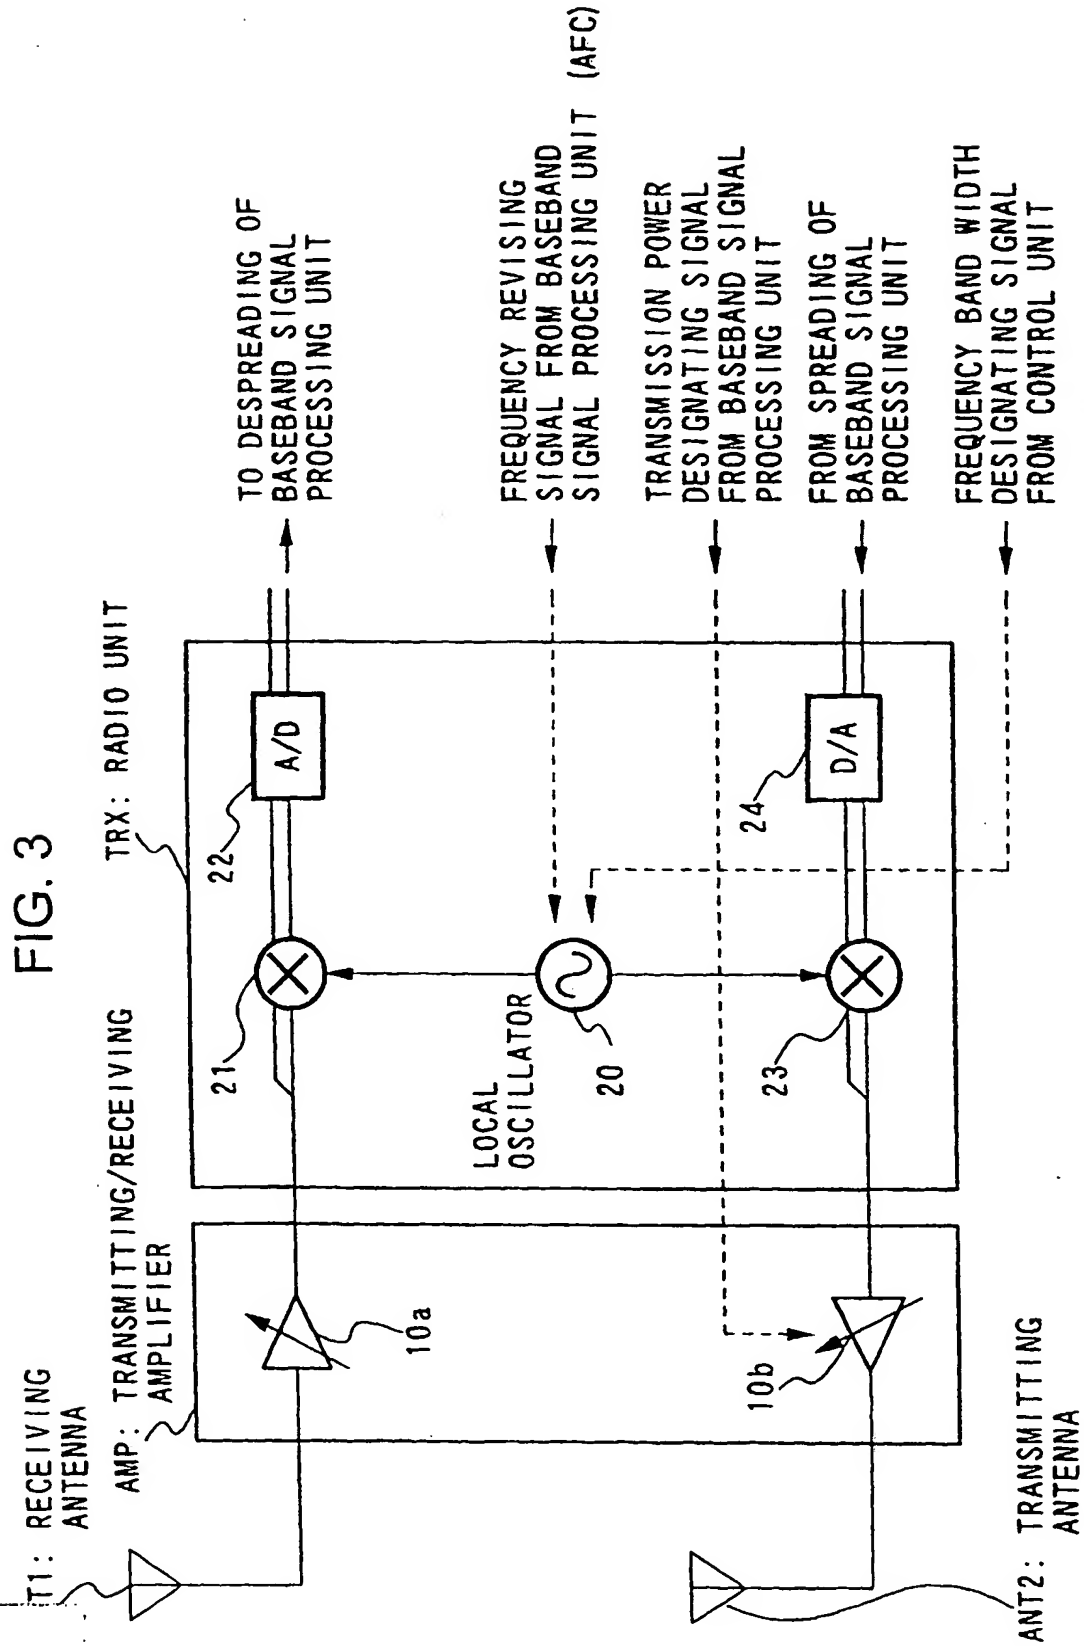 FIG. 3
T1: RECEIVING
ANTENNA
AMP: TRANSMITTING/RECEIVING
AMPLIFIER
TRX: RADIO UNIT
10a
21
22
A/D
TO DESPREADING OF
BASEBAND SIGNAL
PROCESSING UNIT
LOCAL
OSCILLATOR
20
FREQUENCY REVISING
SIGNAL FROM BASEBAND
SIGNAL PROCESSING UNIT (AFC)
TRANSMISSION POWER
DESIGNATING SIGNAL
FROM BASEBAND SIGNAL
PROCESSING UNIT
10b
23
24
D/A
FROM SPREADING OF
BASEBAND SIGNAL
PROCESSING UNIT
FREQUENCY BAND WIDTH
DESIGNATING SIGNAL
FROM CONTROL UNIT
ANT2: TRANSMITTING
ANTENNA